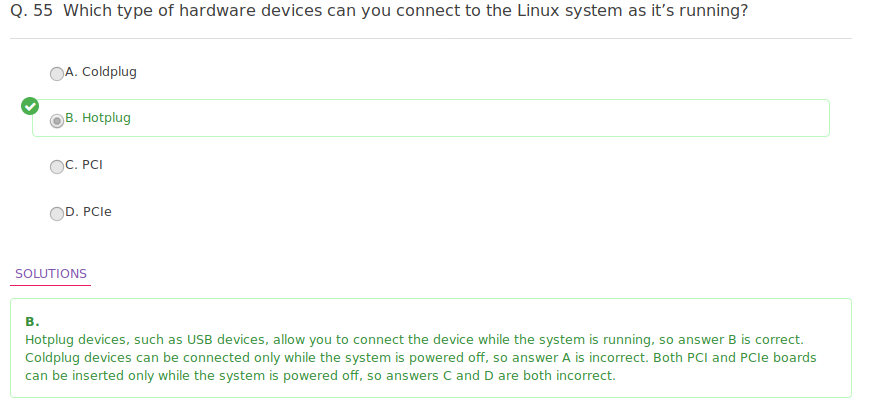 Q. 55 Which type of hardware devices can you connect to the Linux system as it’s running?
A. Coldplug
B. Hotplug
C. PCI
D. PCIe
SOLUTIONS
B.
Hotplug devices, such as USB devices, allow you to connect the device while the system is running, so answer B is correct.
Coldplug devices can be connected only while the system is powered off, so answer A is incorrect. Both PCI and PCIe boards
can be inserted only while the system is powered off, so answers C and D are both incorrect.